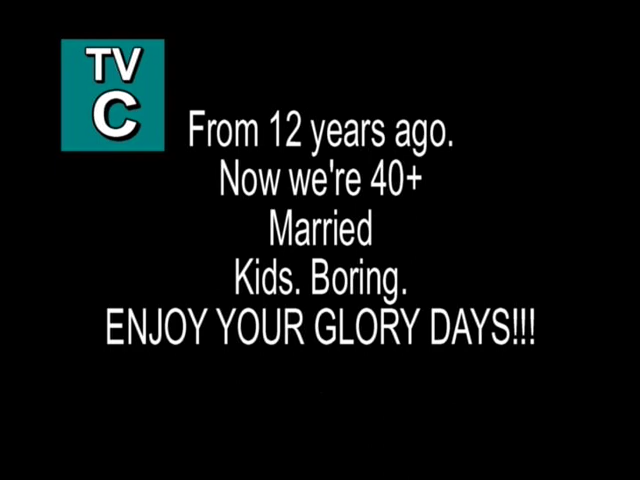 TV
C
From 12 years ago.
Now we're 40+
Married
Kids. Boring.
ENJOY YOUR GLORY DAYS!!!